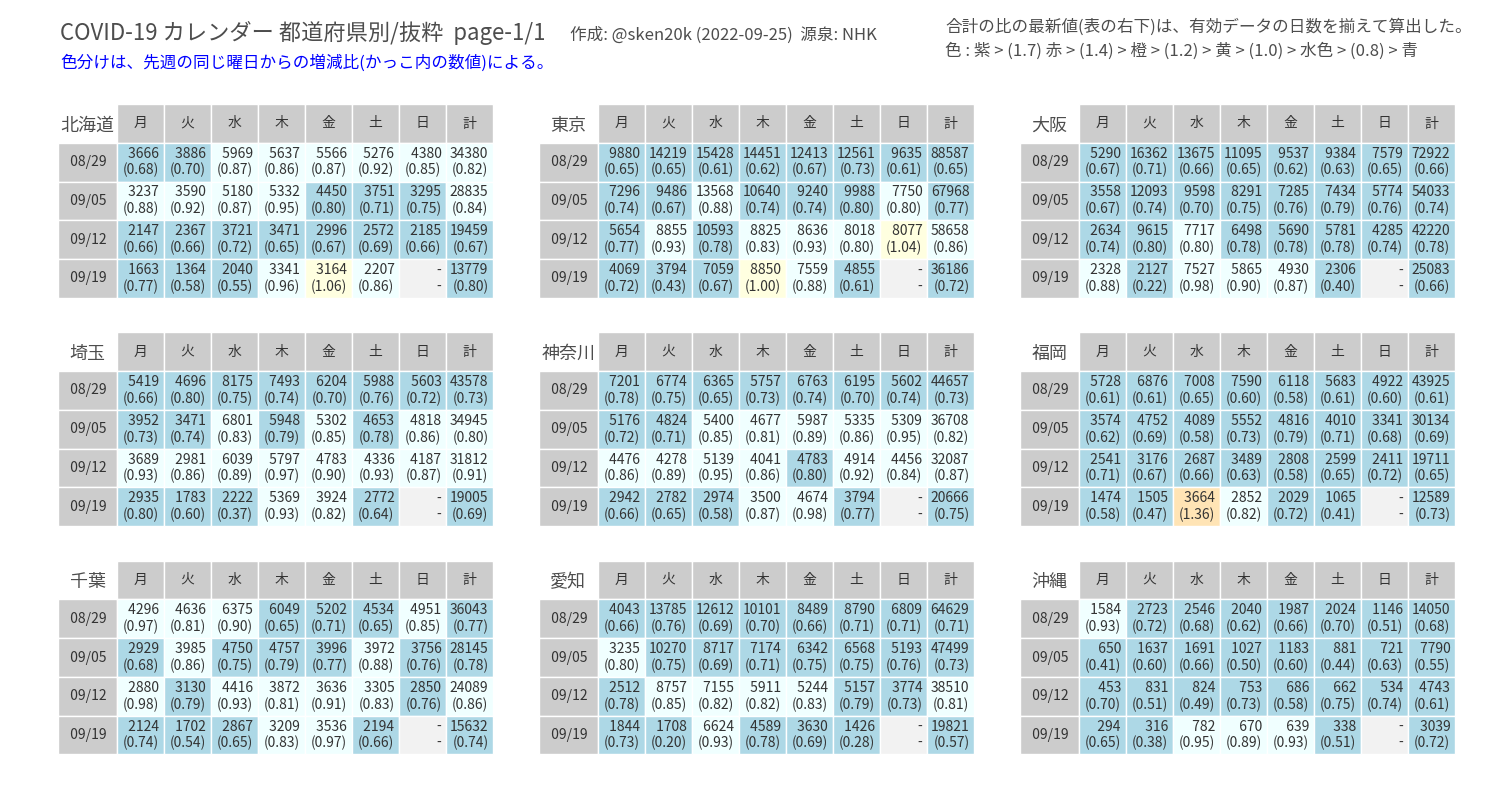 COVID-19 カレンダー 都道府県別/抜粋 page-1/1 作成: @sken20k (2022-09-25) 源泉: NHK
合計の比の最新値(表の右下)は、有効データの日数を揃えて算出した。
色分けは、先週の同じ曜日からの増減比(かっこ内の数値)による。
色 : 紫 > (1.7) 赤 > (1.4) > 橙 > (1.2) > 黄 > (1.0) > 水色 > (0.8) > 青
北海道 月 火 水 木 金 土 日 計
08/29 3666 3886 5969 5637 5566 5276 4380 34380
(0.68) (0.70) (0.87) (0.86) (0.87) (0.92) (0.85) (0.82)
09/05 3237 3590 5180 5332 4450 3751 3295 28835
(0.88) (0.92) (0.87) (0.95) (0.80) (0.71) (0.75) (0.84)
09/12 2147 2367 3721 3471 2996 2572 2185 19459
(0.66) (0.66) (0.72) (0.65) (0.67) (0.69) (0.66) (0.67)
09/19 1663 1364 2040 3341 3164 2207 - 13779
(0.77) (0.58) (0.55) (0.96) (1.06) (0.86) - (0.80)
東京 月 火 水 木 金 土 日 計
08/29 9880 14219 15428 14451 12413 12561 9635 88587
(0.65) (0.65) (0.61) (0.62) (0.67) (0.73) (0.61) (0.65)
09/05 7296 9486 13568 10640 9240 9988 7750 67968
(0.74) (0.67) (0.88) (0.74) (0.74) (0.80) (0.80) (0.77)
09/12 5654 8855 10593 8825 8636 8018 8077 58658
(0.77) (0.93) (0.78) (0.83) (0.93) (0.80) (1.04) (0.86)
09/19 4069 3794 7059 8850 7559 4855 - 36186
(0.72) (0.43) (0.67) (1.00) (0.88) (0.61) - (0.72)
大阪 月 火 水 木 金 土 日 計
08/29 5290 16362 13675 11095 9537 9384 7579 72922
(0.67) (0.71) (0.66) (0.65) (0.62) (0.63) (0.65) (0.66)
09/05 3558 12093 9598 8291 7285 7434 5774 54033
(0.67) (0.74) (0.70) (0.75) (0.76) (0.79) (0.76) (0.74)
09/12 2634 9615 7717 6498 5690 5781 4285 42220
(0.74) (0.80) (0.80) (0.78) (0.78) (0.78) (0.74) (0.78)
09/19 2328 2127 7527 5865 4930 2306 - 25083
(0.88) (0.22) (0.98) (0.90) (0.87) (0.40) - (0.66)
埼玉 月 火 水 木 金 土 日 計
08/29 5419 4696 8175 7493 6204 5988 5603 43578
(0.66) (0.80) (0.75) (0.74) (0.70) (0.76) (0.72) (0.73)
09/05 3952 3471 6801 5948 5302 4653 4818 34945
(0.73) (0.74) (0.83) (0.79) (0.85) (0.78) (0.86) (0.80)
09/12 3689 2981 6039 5797 4783 4336 4187 31812
(0.93) (0.86) (0.89) (0.97) (0.90) (0.93) (0.87) (0.91)
09/19 2935 1783 2222 5369 3924 2772 - 19005
(0.80) (0.60) (0.37) (0.93) (0.82) (0.64) - (0.69)
神奈川 月 火 水 木 金 土 日 計
08/29 7201 6774 6365 5757 6763 6195 5602 44657
(0.78) (0.75) (0.65) (0.73) (0.74) (0.70) (0.74) (0.73)
09/05 5176 4824 5400 4677 5987 5335 5309 36708
(0.72) (0.71) (0.85) (0.81) (0.89) (0.86) (0.95) (0.82)
09/12 4476 4278 5139 4041 4783 4914 4456 32087
(0.86) (0.89) (0.95) (0.86) (0.80) (0.92) (0.84) (0.87)
09/19 2942 2782 2974 3500 4674 3794 - 20666
(0.66) (0.65) (0.58) (0.87) (0.98) (0.77) - (0.75)
福岡 月 火 水 木 金 土 日 計
08/29 5728 6876 7008 7590 6118 5683 4922 43925
(0.61) (0.61) (0.65) (0.60) (0.58) (0.61) (0.60) (0.61)
09/05 3574 4752 4089 5552 4816 4010 3341 30134
(0.62) (0.69) (0.58) (0.73) (0.79) (0.71) (0.68) (0.69)
09/12 2541 3176 2687 3489 2808 2599 2411 19711
(0.71) (0.67) (0.66) (0.63) (0.58) (0.65) (0.72) (0.65)
09/19 1474 1505 3664 2852 2029 1065 - 12589
(0.58) (0.47) (1.36) (0.82) (0.72) (0.41) - (0.73)
千葉 月 火 水 木 金 土 日 計
08/29 4296 4636 6375 6049 5202 4534 4951 36043
(0.97) (0.81) (0.90) (0.65) (0.71) (0.65) (0.85) (0.77)
09/05 2929 3985 4750 4757 3996 3972 3756 28145
(0.68) (0.86) (0.75) (0.79) (0.77) (0.88) (0.76) (0.78)
09/12 2880 3130 4416 3872 3636 3305 2850 24089
(0.98) (0.79) (0.93) (0.81) (0.91) (0.83) (0.76) (0.86)
09/19 2124 1702 2867 3209 3536 2194 - 15632
(0.74) (0.54) (0.65) (0.83) (0.97) (0.66) - (0.74)
愛知 月 火 水 木 金 土 日 計
08/29 4043 13785 12612 10101 8489 8790 6809 64629
(0.66) (0.76) (0.69) (0.70) (0.66) (0.71) (0.71) (0.71)
09/05 3235 10270 8717 7174 6342 6568 5193 47499
(0.80) (0.75) (0.69) (0.71) (0.75) (0.75) (0.76) (0.73)
09/12 2512 8757 7155 5911 5244 5157 3774 38510
(0.78) (0.85) (0.82) (0.82) (0.83) (0.79) (0.73) (0.81)
09/19 1844 1708 6624 4589 3630 1426 - 19821
(0.73) (0.20) (0.93) (0.78) (0.69) (0.28) - (0.57)
沖縄 月 火 水 木 金 土 日 計
08/29 1584 2723 2546 2040 1987 2024 1146 14050
(0.93) (0.72) (0.68) (0.62) (0.66) (0.70) (0.51) (0.68)
09/05 650 1637 1691 1027 1183 881 721 7790
(0.41) (0.60) (0.66) (0.50) (0.60) (0.44) (0.63) (0.55)
09/12 453 831 824 753 686 662 534 4743
(0.70) (0.51) (0.49) (0.73) (0.58) (0.75) (0.74) (0.61)
09/19 294 316 782 670 639 338 - 3039
(0.65) (0.38) (0.95) (0.89) (0.93) (0.51) - (0.72)